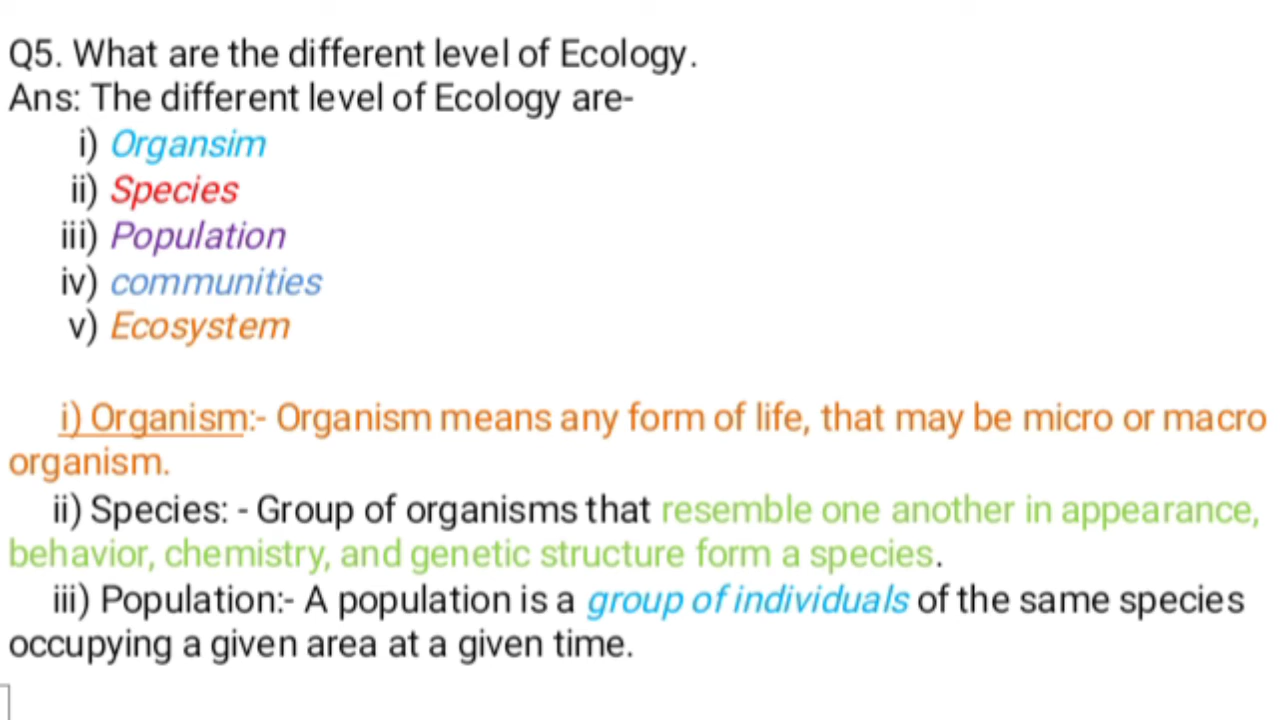 Q5. What are the different level of Ecology.
Ans: The different level of Ecology are-
i) Organsim
ii) Species
iii) Population
iv) communities
v) Ecosystem
i) Organism:- Organism means any form of life, that may be micro or macro
organism.
ii) Species: - Group of organisms that resemble one another in appearance,
behavior, chemistry, and genetic structure form a species.
iii) Population:- A population is a group of individuals of the same species
occupying a given area at a given time.